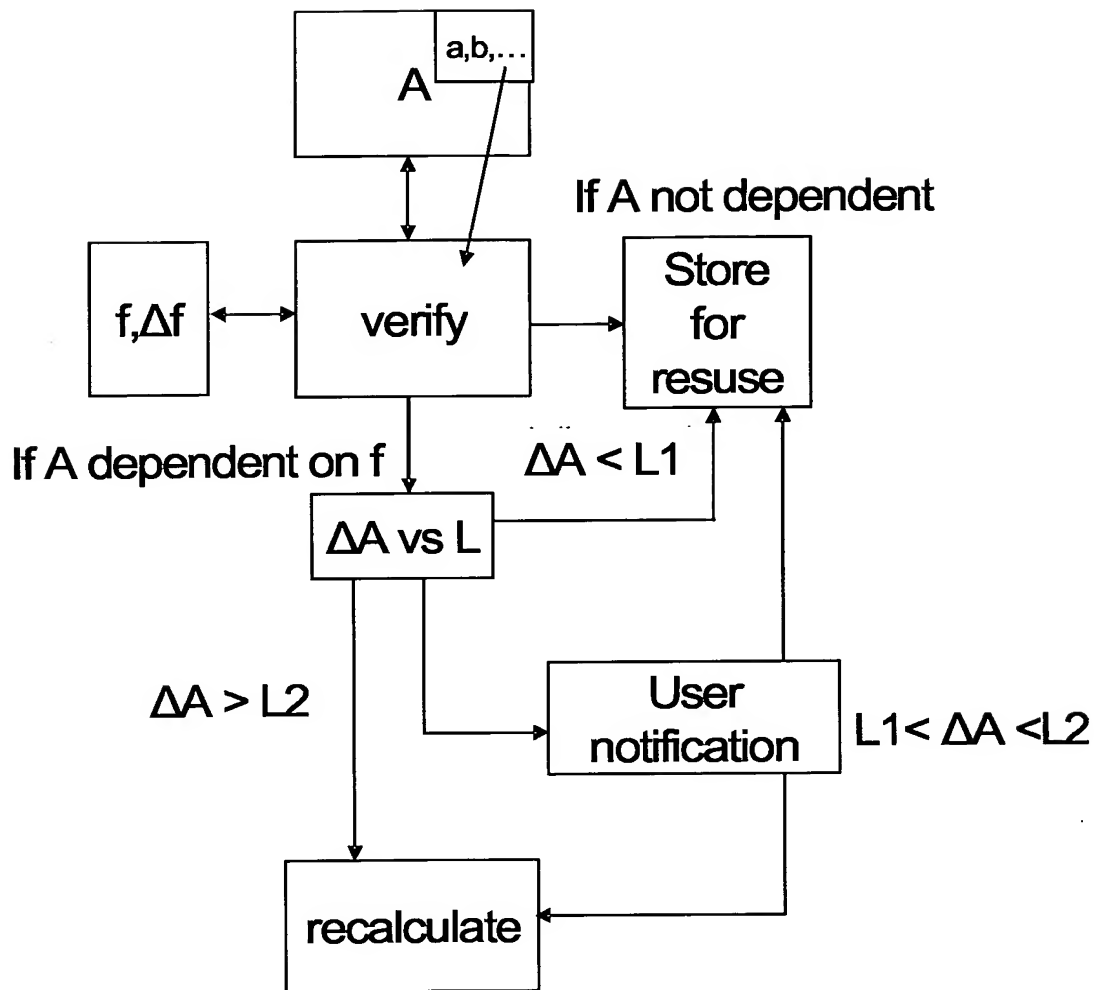 a,b,...
A
If A not dependent
Store
for
resuse
f,Δf
verify
If A dependent on f
ΔA < L1
ΔA vs L
ΔA > L2
User
notification
L1< ΔA <L2
recalculate